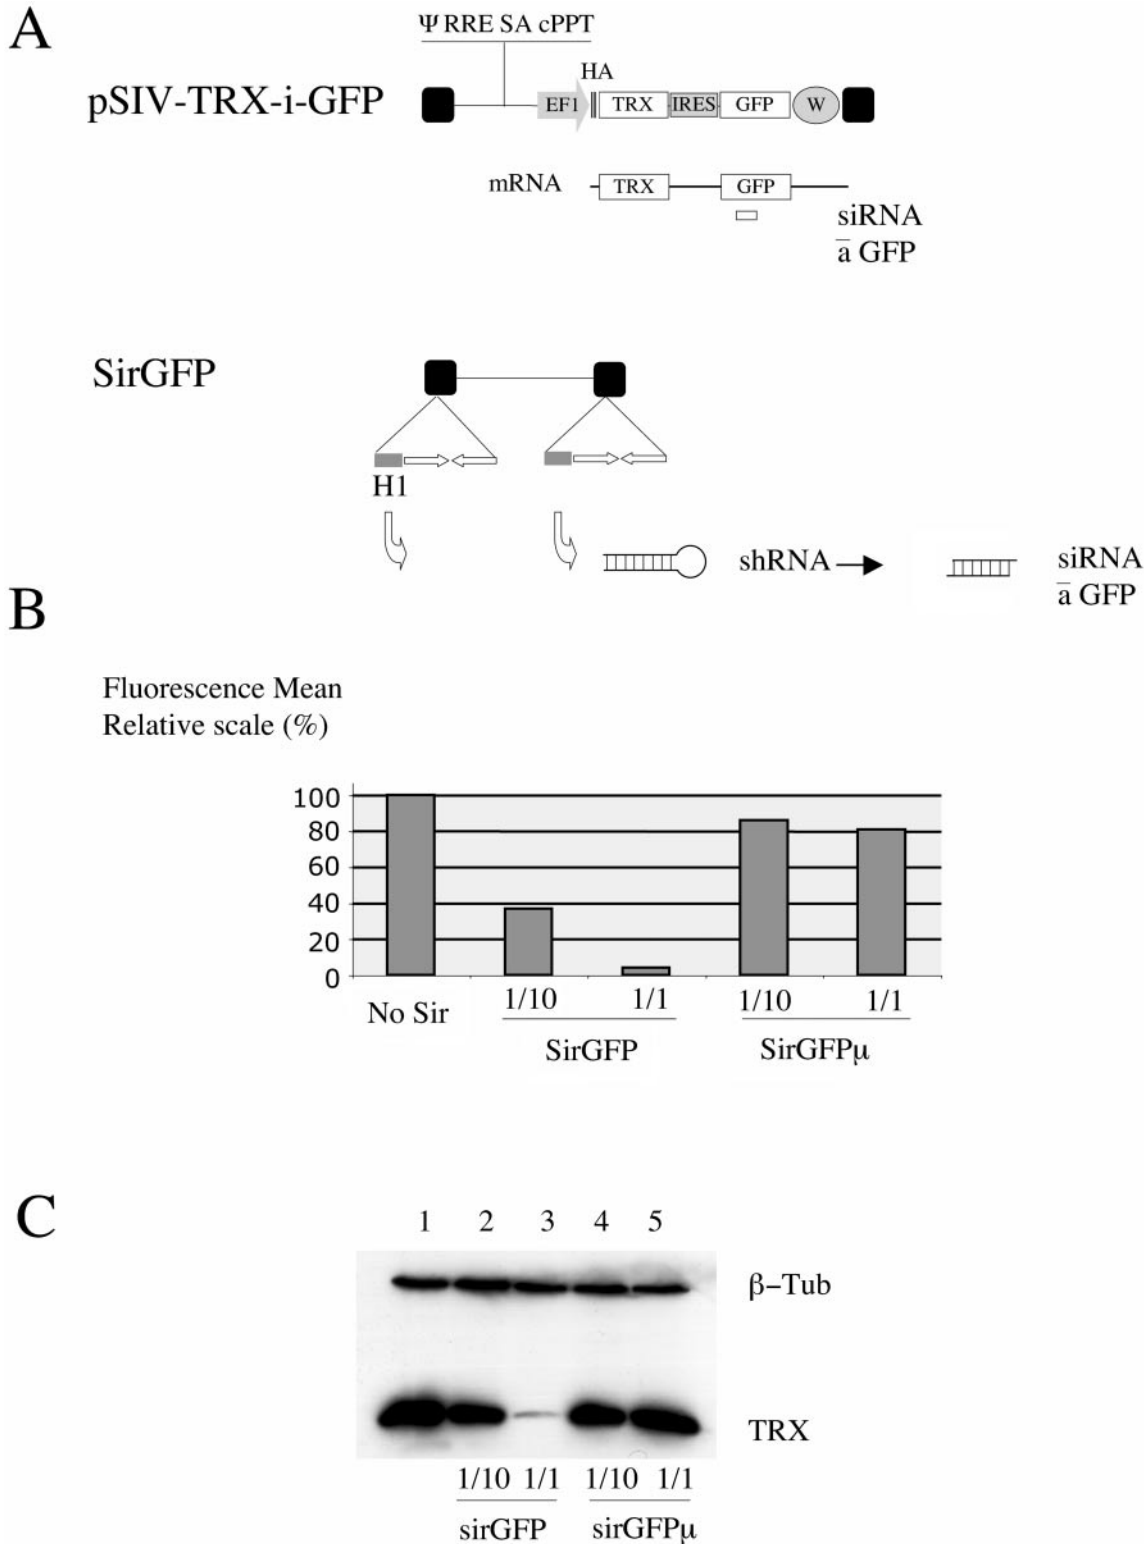 A
Ψ RRE SA cPPT
HA
pSIV-TRX-i-GFP
EF1 TRX IRES GFP W
mRNA TRX GFP
siRNA
a̅ GFP
SirGFP
H1
shRNA
siRNA
a̅ GFP
B
Fluorescence Mean
Relative scale (%)
100
80
60
40
20
0
No Sir 1/10 1/1 1/10 1/1
SirGFP SirGFPμ
C
1 2 3 4 5
β-Tub
TRX
1/10 1/1 1/10 1/1
sirGFP sirGFPμ